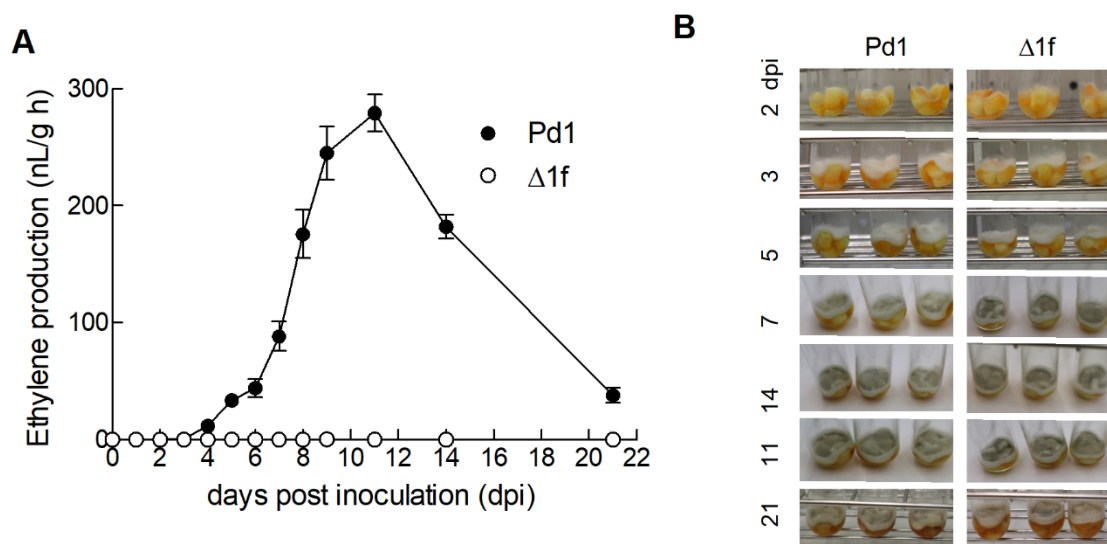 A
Ethylene production (nL/g h)
300
200
100
0
0 2 4 6 8 10 12 14 16 18 20 22
days post inoculation (dpi)
Pd1
Δ1f
B
Pd1 Δ1f
2 dpi
3
5
7
14
11
21